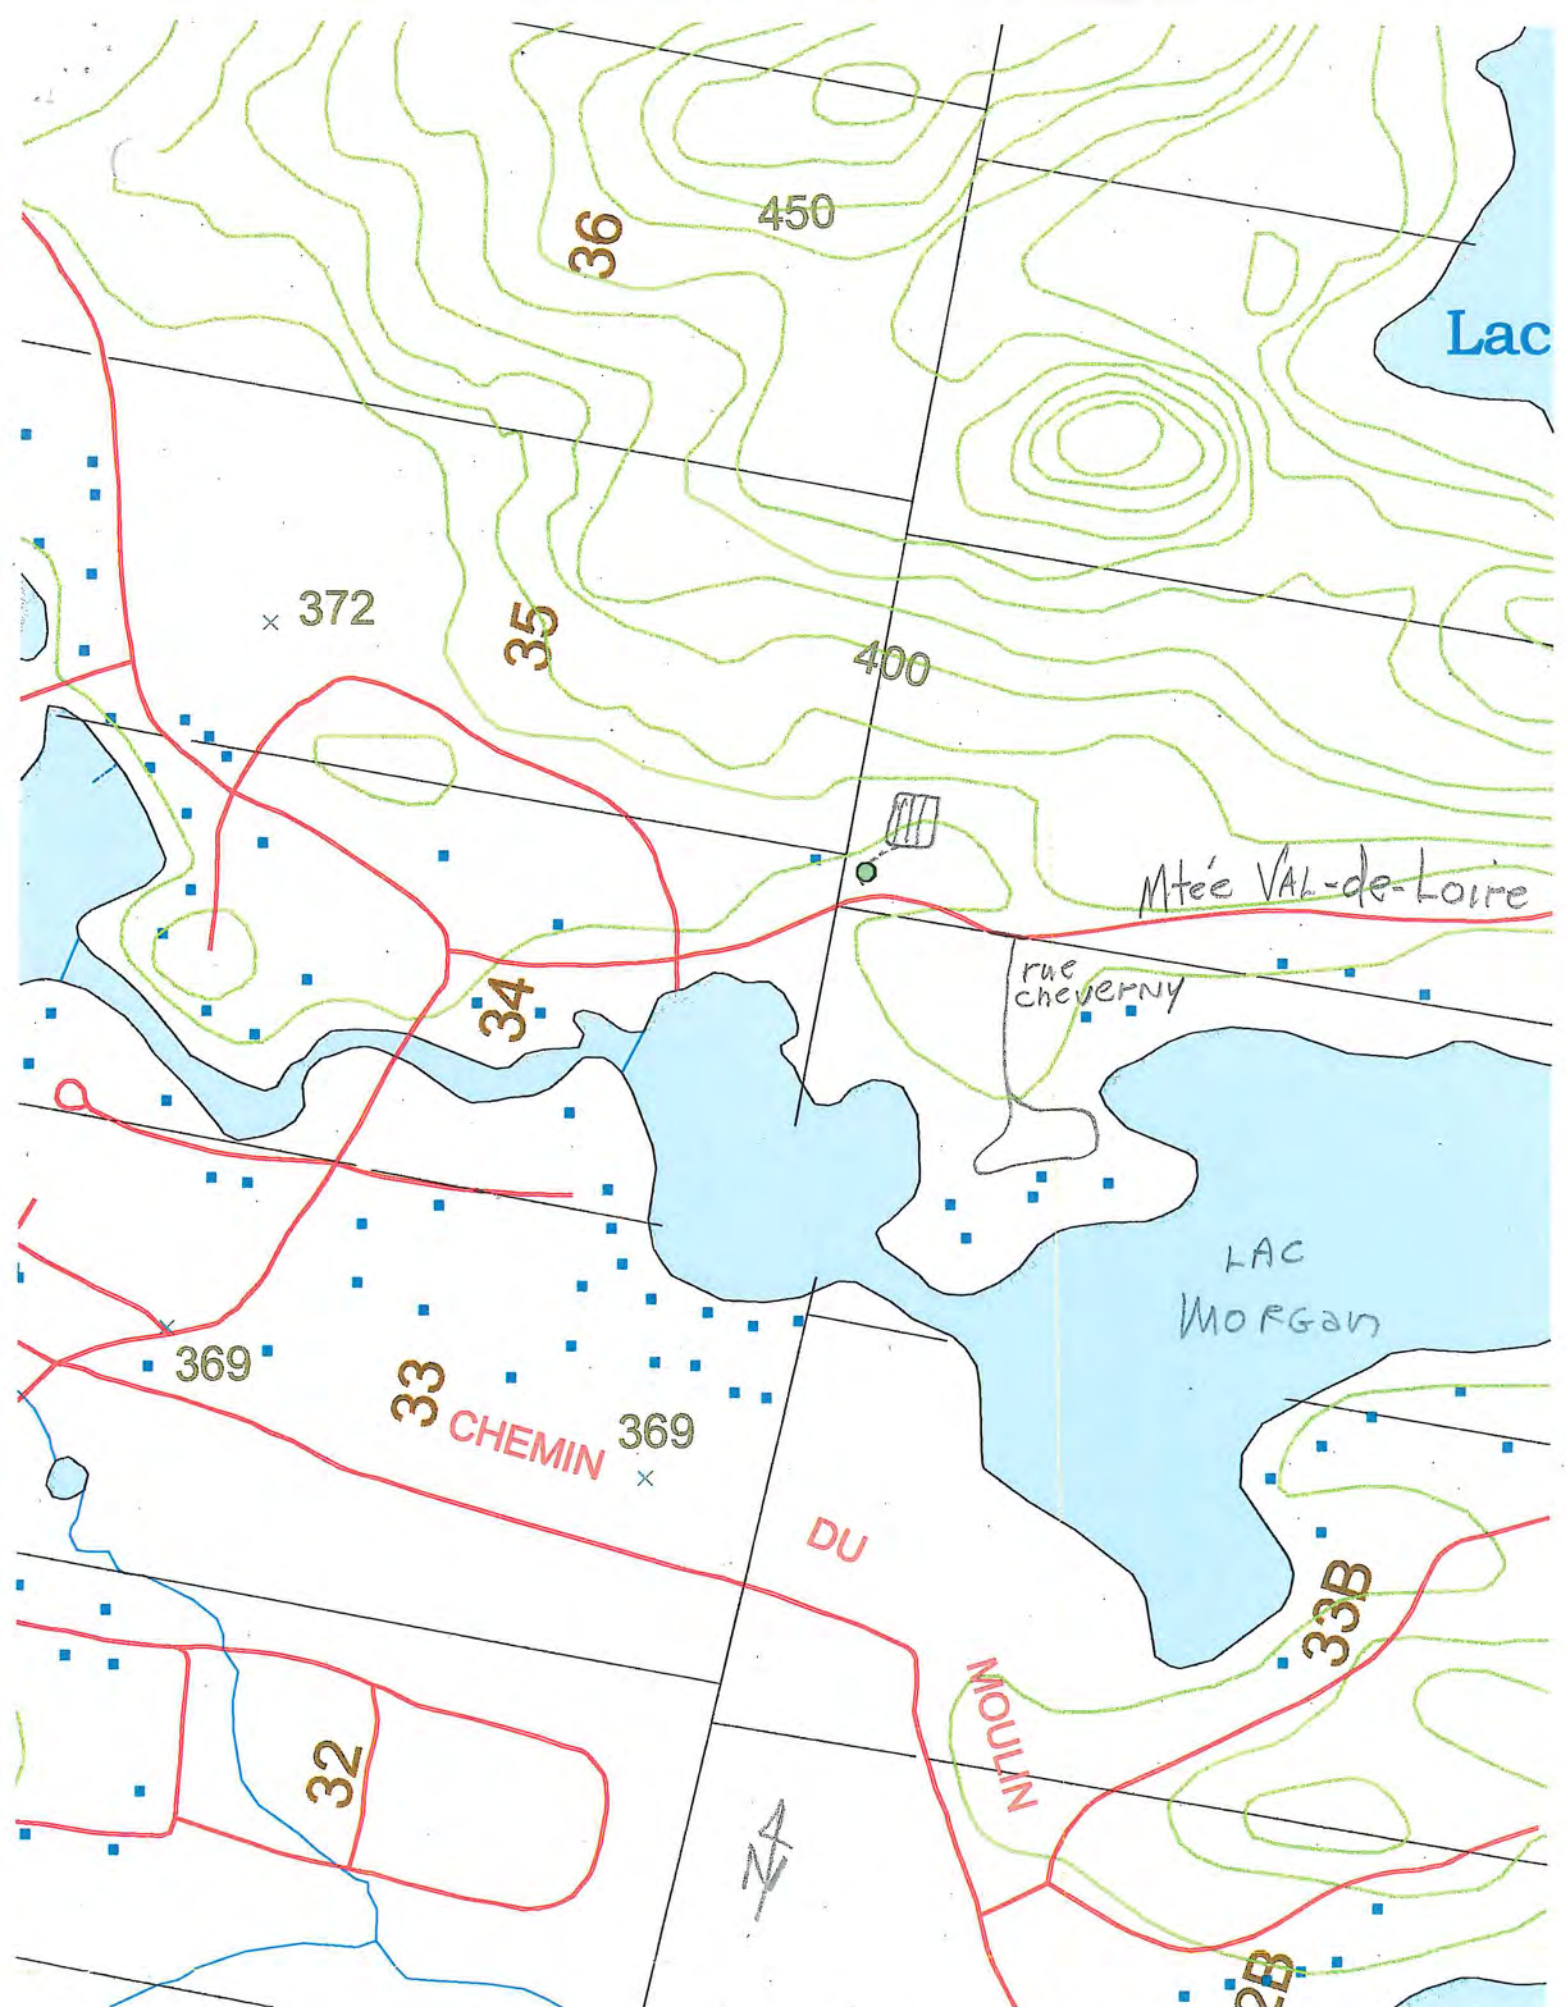 450
36
Lac
372
35
400
Mtée VAL-de-Loire
rue
cheverny
34
LAC
MORGan
369
33
CHEMIN
369
DU
33B
MOULIN
32
N
2B